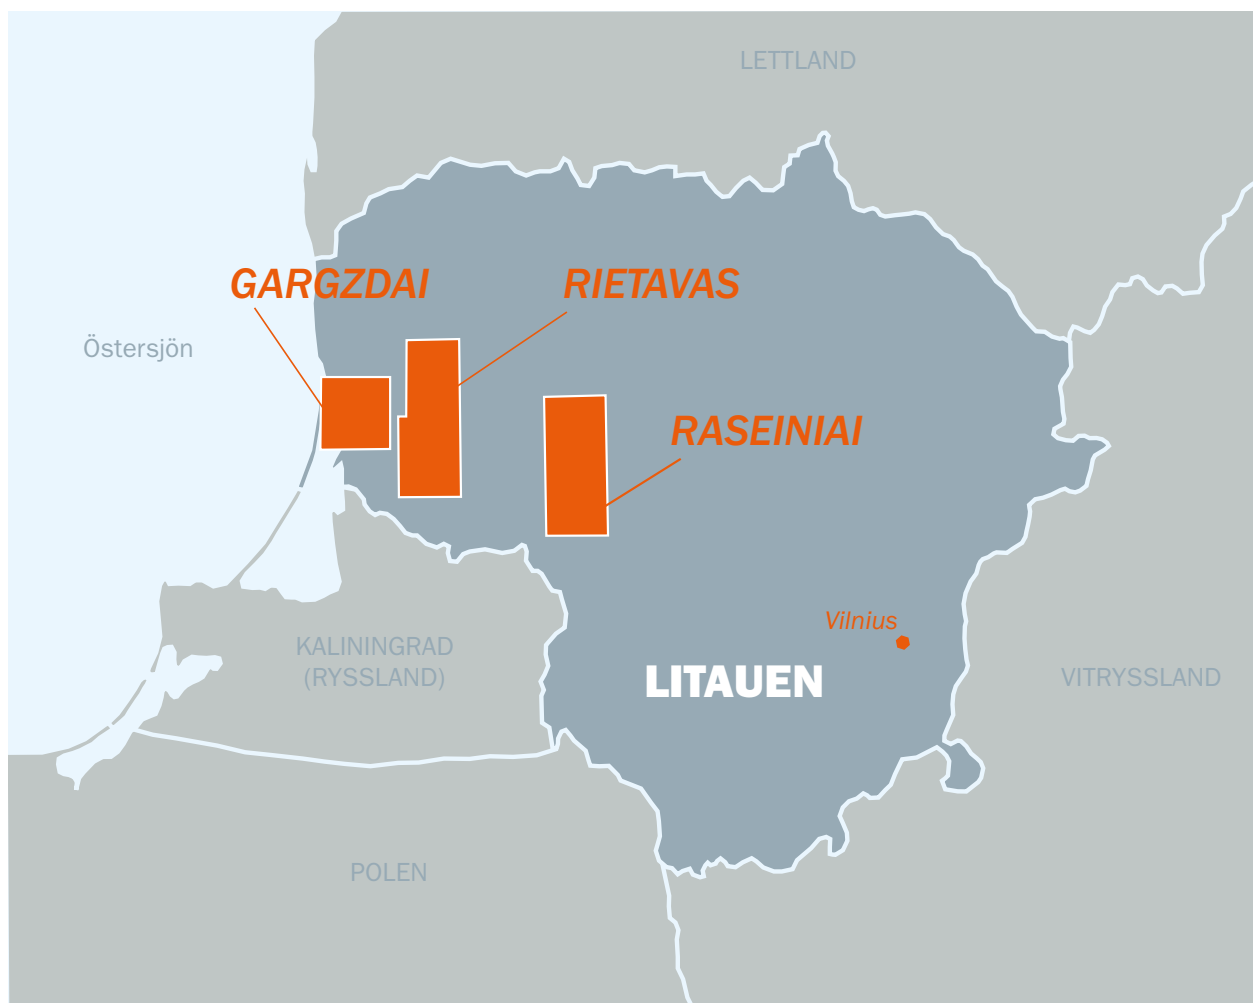 LETTLAND
GARGZDAI
RIETAVAS
Östersjön
RASEINIAI
Vilnius
KALININGRAD
(RYSSLAND)
LITAUEN
VITRYSSLAND
POLEN